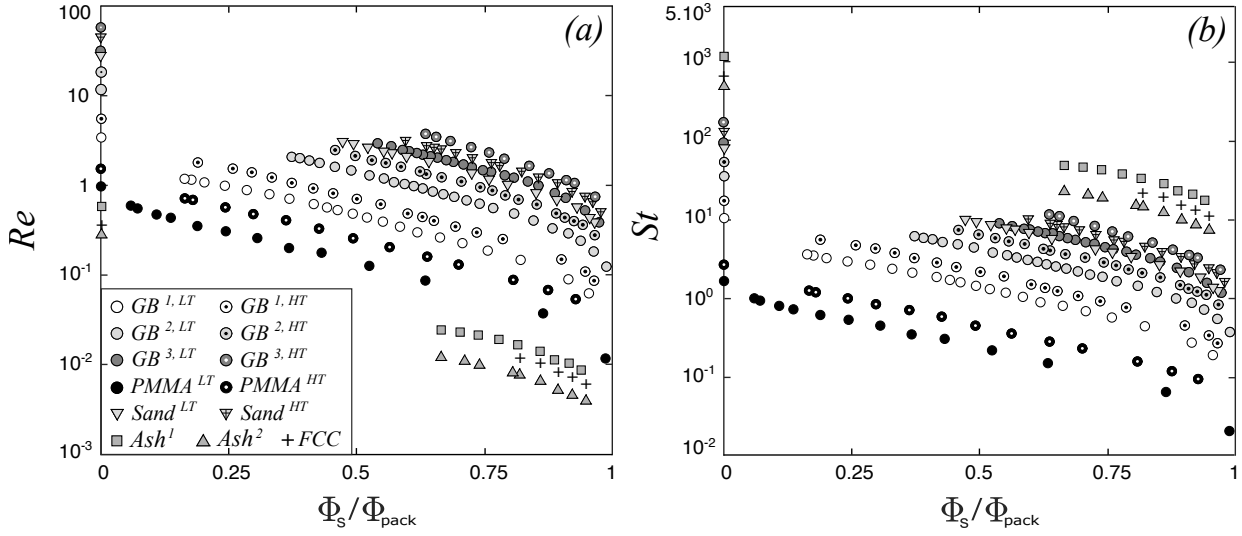 (a)
100
10
1
10⁻¹
10⁻²
10⁻³
Re
GB 1, LT
GB 1, HT
GB 2, LT
GB 2, HT
GB 3, LT
GB 3, HT
PMMA LT
PMMA HT
Sand LT
Sand HT
Ash¹ Ash² FCC
0 0.25 0.5 0.75 1
Φs/Φpack
(b)
5.10³
10³
10²
10¹
10⁰
10⁻¹
10⁻²
St
0 0.25 0.5 0.75 1
Φs/Φpack